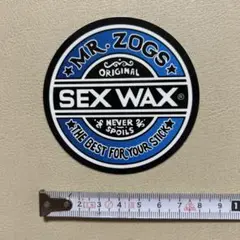 MR. ZOGS
ORIGINAL
SEX WAX®
NEVER
SPOILS
THE BEST FOR YOUR STICK